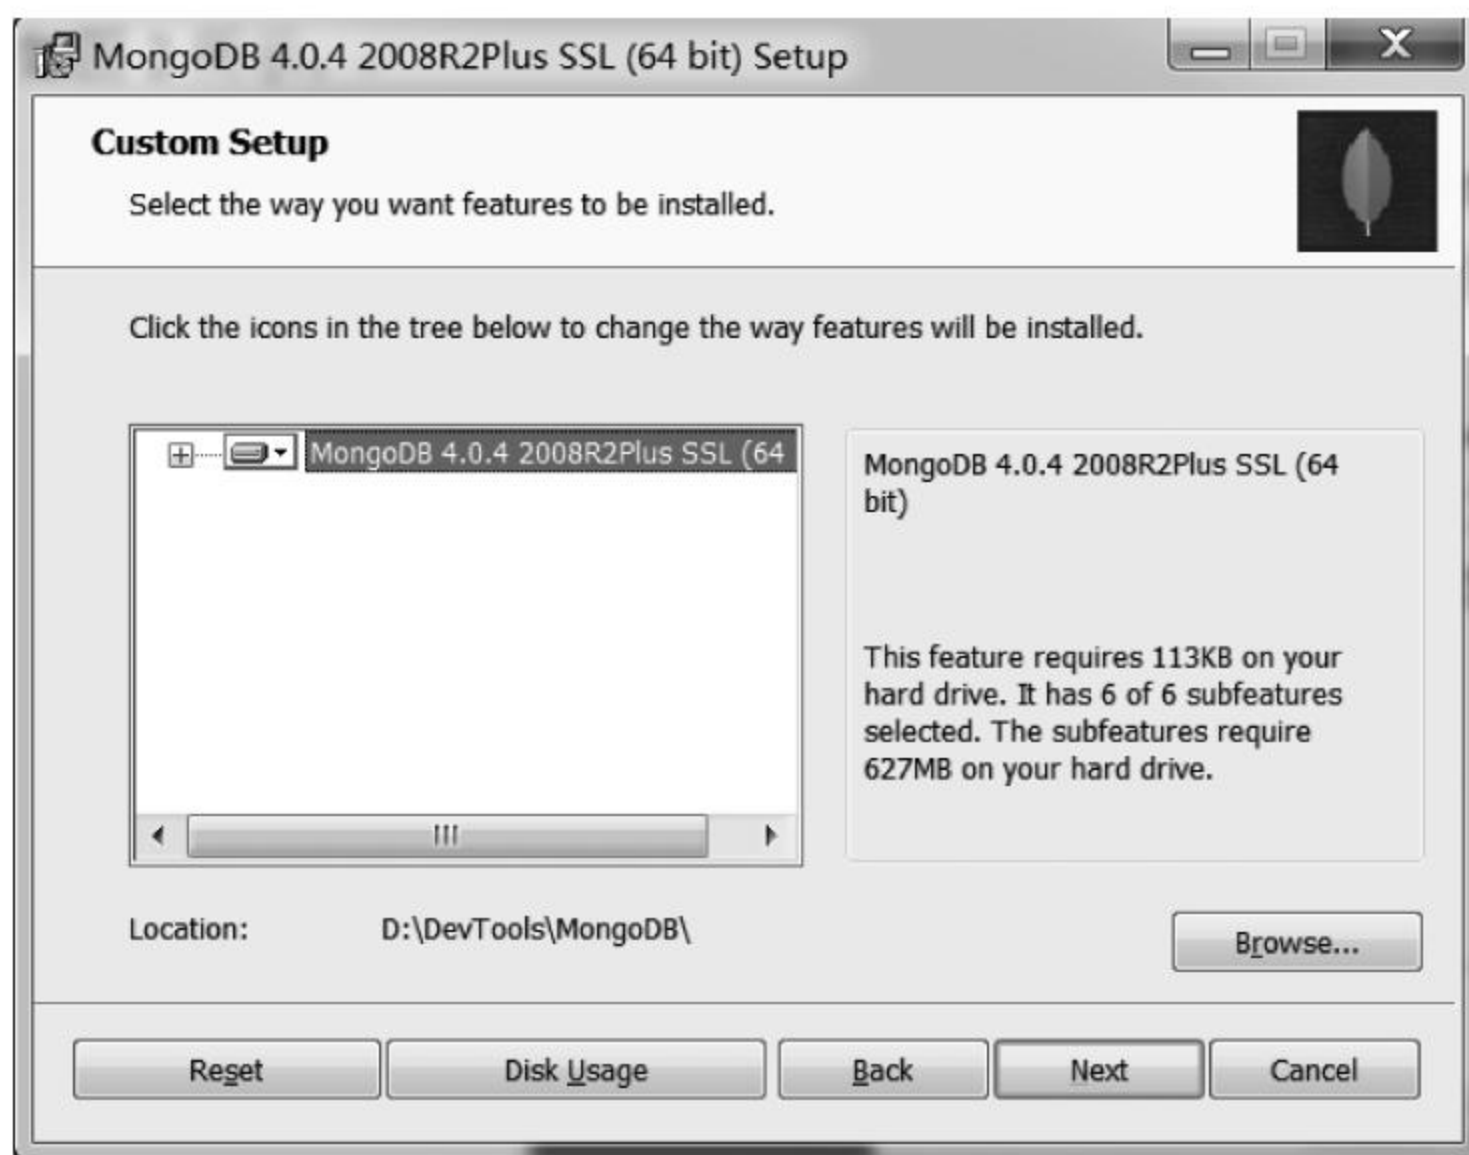 MongoDB 4.0.4 2008R2Plus SSL (64 bit) Setup
Custom Setup
Select the way you want features to be installed.
Click the icons in the tree below to change the way features will be installed.
MongoDB 4.0.4 2008R2Plus SSL (64
MongoDB 4.0.4 2008R2Plus SSL (64
bit)
This feature requires 113KB on your
hard drive. It has 6 of 6 subfeatures
selected. The subfeatures require
627MB on your hard drive.
Location: D:\DevTools\MongoDB\
Browse...
Reset Disk Usage Back Next Cancel